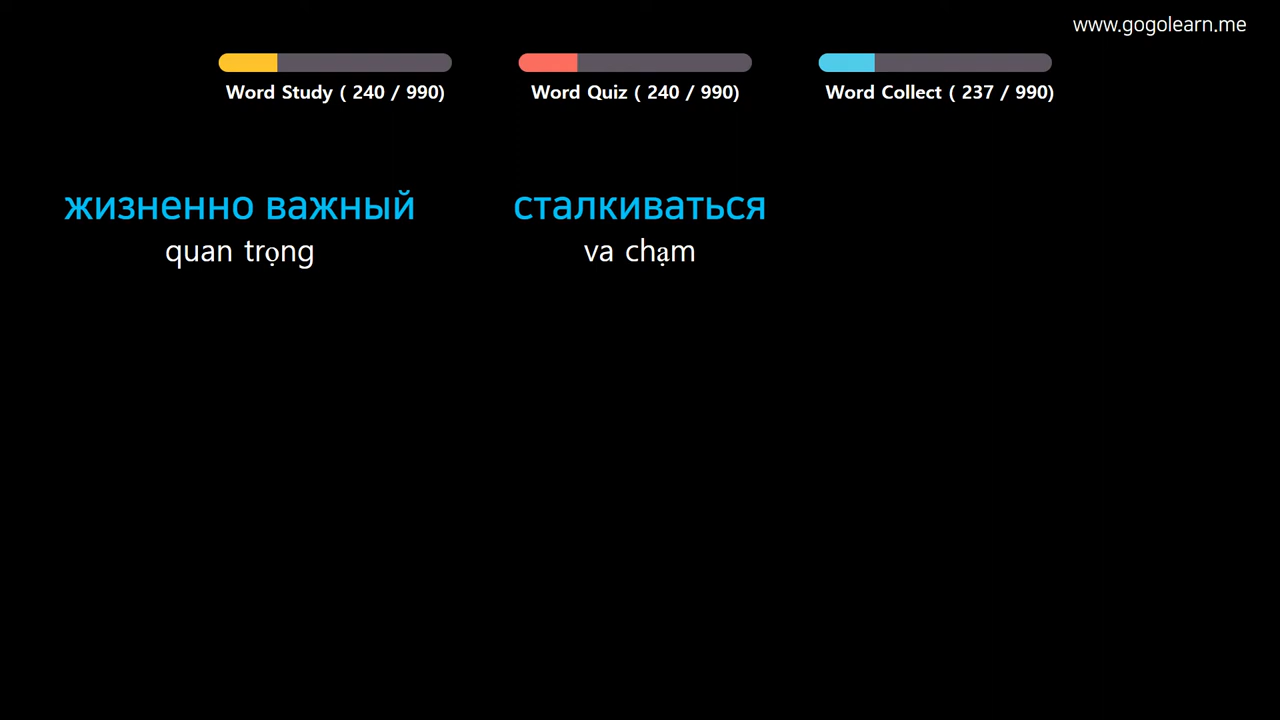 www.gogolearn.me
Word Study ( 240 / 990)
Word Quiz ( 240 / 990)
Word Collect ( 237 / 990)
жизненно важный
quan trọng
сталкиваться
va chạm